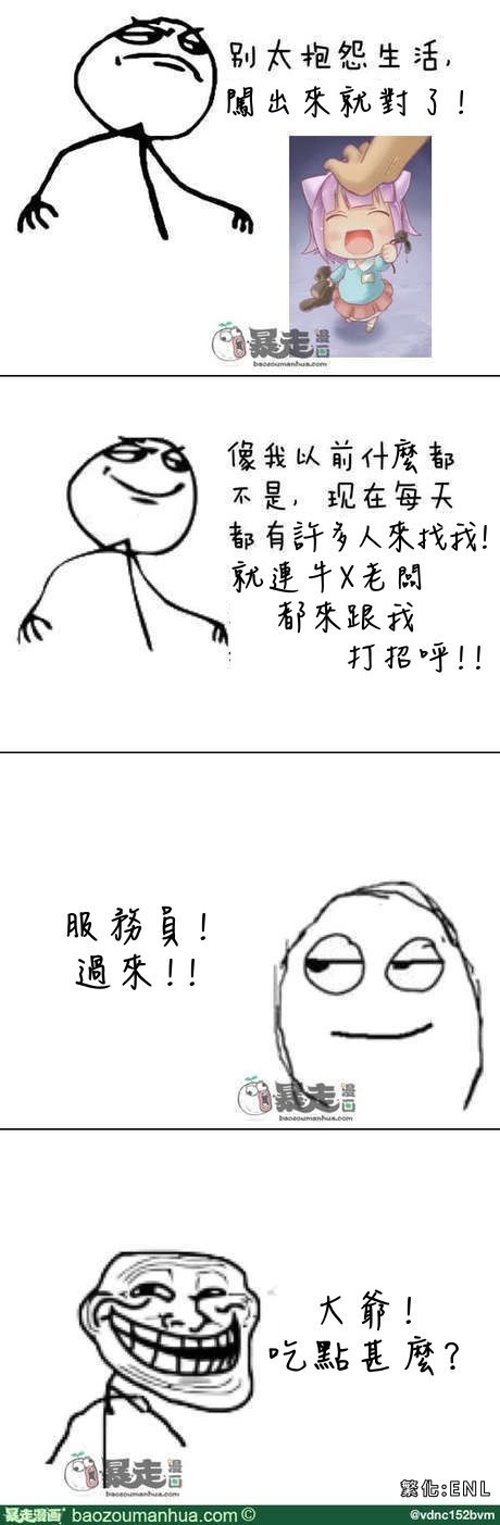 别太抱怨生活，
闖出來就對了！
暴走漫画
baozoumanhua.com
像我以前什麼都
不是，现在每天
都有許多人來找我！
就連牛X老闆
都來跟我
打招呼！！
服務員！
過來！！
暴走漫画
baozoumanhua.com
大爺！
吃點甚麼？
暴走漫画
baozoumanhua.com
繁化:ENL
暴走漫画 baozoumanhua.com © @vdnc152bvm